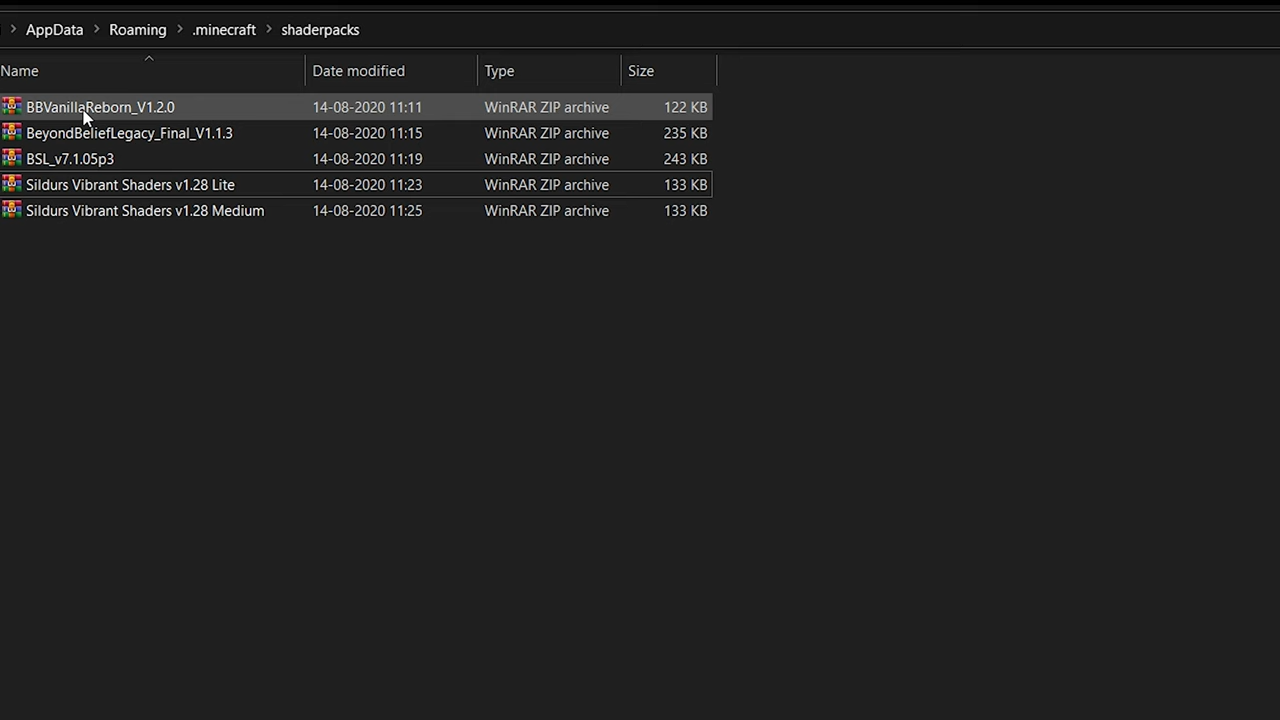 AppData > Roaming > .minecraft > shaderpacks
Name Date modified Type Size
BBVanillaReborn_V1.2.0 14-08-2020 11:11 WinRAR ZIP archive 122 KB
BeyondBeliefLegacy_Final_V1.1.3 14-08-2020 11:15 WinRAR ZIP archive 235 KB
BSL_v7.1.05p3 14-08-2020 11:19 WinRAR ZIP archive 243 KB
Sildurs Vibrant Shaders v1.28 Lite 14-08-2020 11:23 WinRAR ZIP archive 133 KB
Sildurs Vibrant Shaders v1.28 Medium 14-08-2020 11:25 WinRAR ZIP archive 133 KB